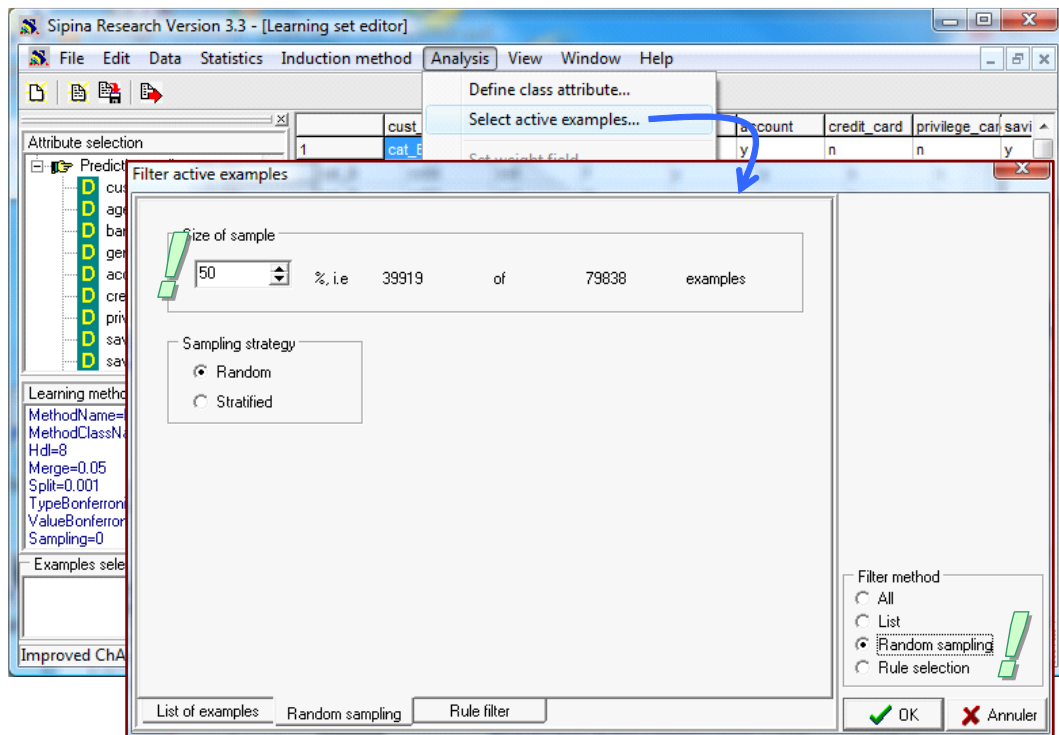 Sipina Research Version 3.3 - [Learning set editor]
File Edit Data Statistics Induction method Analysis View Window Help
Define class attribute...
Select active examples...
Set weight field
Attribute selection
cust_
account credit_card privilege_car savi
1 cat_B y n n y
Predict
cus
age
bar
ger
acc
cre
priv
sav
sav
Learning metho
MethodName=
MethodClassNa
Hdl=8
Merge=0.05
Split=0.001
TypeBonferroni
ValueBonferron
Sampling=0
Examples sele
Improved ChA
Filter active examples
Size of sample
50 %, i.e 39919 of 79838 examples
Sampling strategy
Random
Stratified
Filter method
All
List
Random sampling
Rule selection
List of examples Random sampling Rule filter
OK Annuler